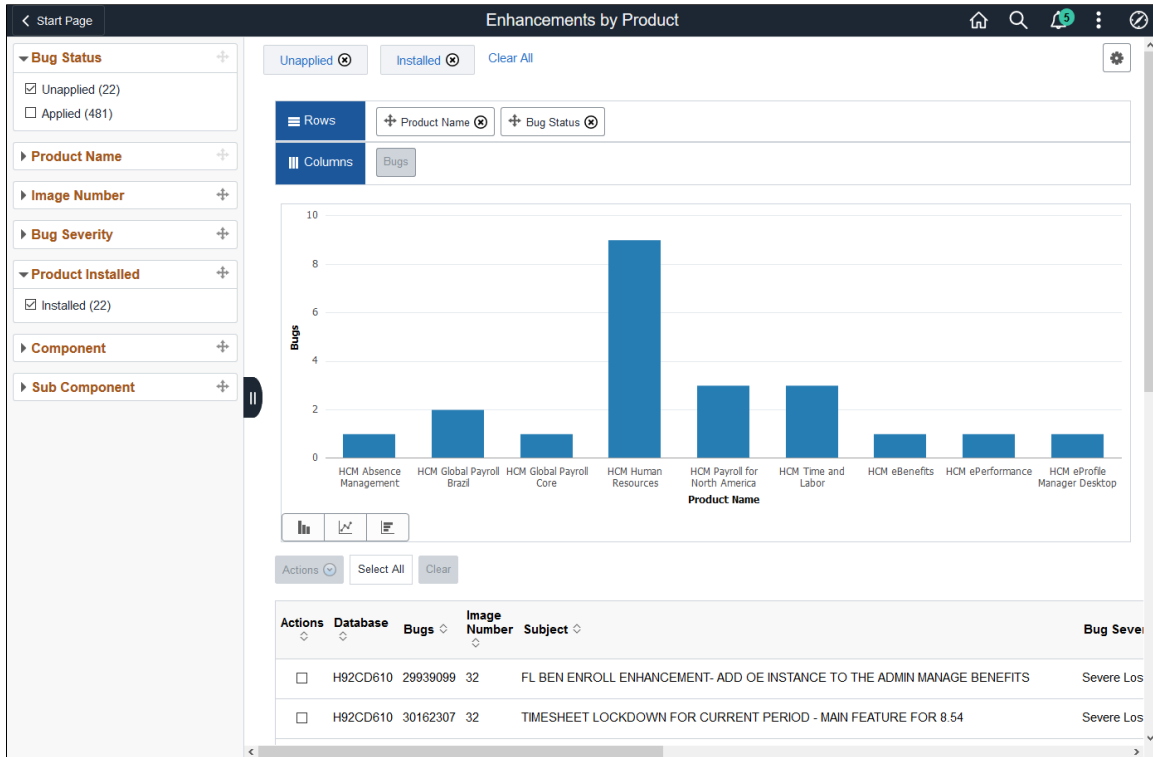 Start Page
Enhancements by Product
5
Bug Status
Unapplied (22)
Applied (481)
Product Name
Image Number
Bug Severity
Product Installed
Installed (22)
Component
Sub Component
Unapplied
Installed
Clear All
Rows
Product Name
Bug Status
Columns
Bugs
10
8
6
4
2
0
Bugs
HCM Absence
Management
HCM Global Payroll
Brazil
HCM Global Payroll
Core
HCM Human
Resources
HCM Payroll for
North America
HCM Time and
Labor
HCM eBenefits
HCM ePerformance
HCM eProfile
Manager Desktop
Product Name
Actions
Select All
Clear
Actions Database Bugs Image Number Subject Bug Sever
H92CD610 29939099 32 FL BEN ENROLL ENHANCEMENT- ADD OE INSTANCE TO THE ADMIN MANAGE BENEFITS Severe Los
H92CD610 30162307 32 TIMESHEET LOCKDOWN FOR CURRENT PERIOD - MAIN FEATURE FOR 8.54 Severe Los